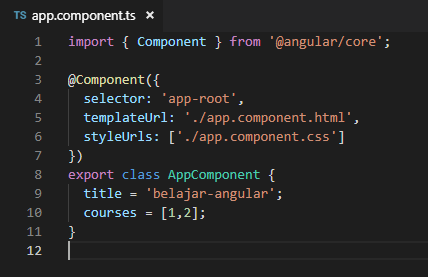 TS app.component.ts ×
1 import { Component } from '@angular/core';
2
3 @Component({
4   selector: 'app-root',
5   templateUrl: './app.component.html',
6   styleUrls: ['./app.component.css']
7 })
8 export class AppComponent {
9   title = 'belajar-angular';
10   courses = [1,2];
11 }
12